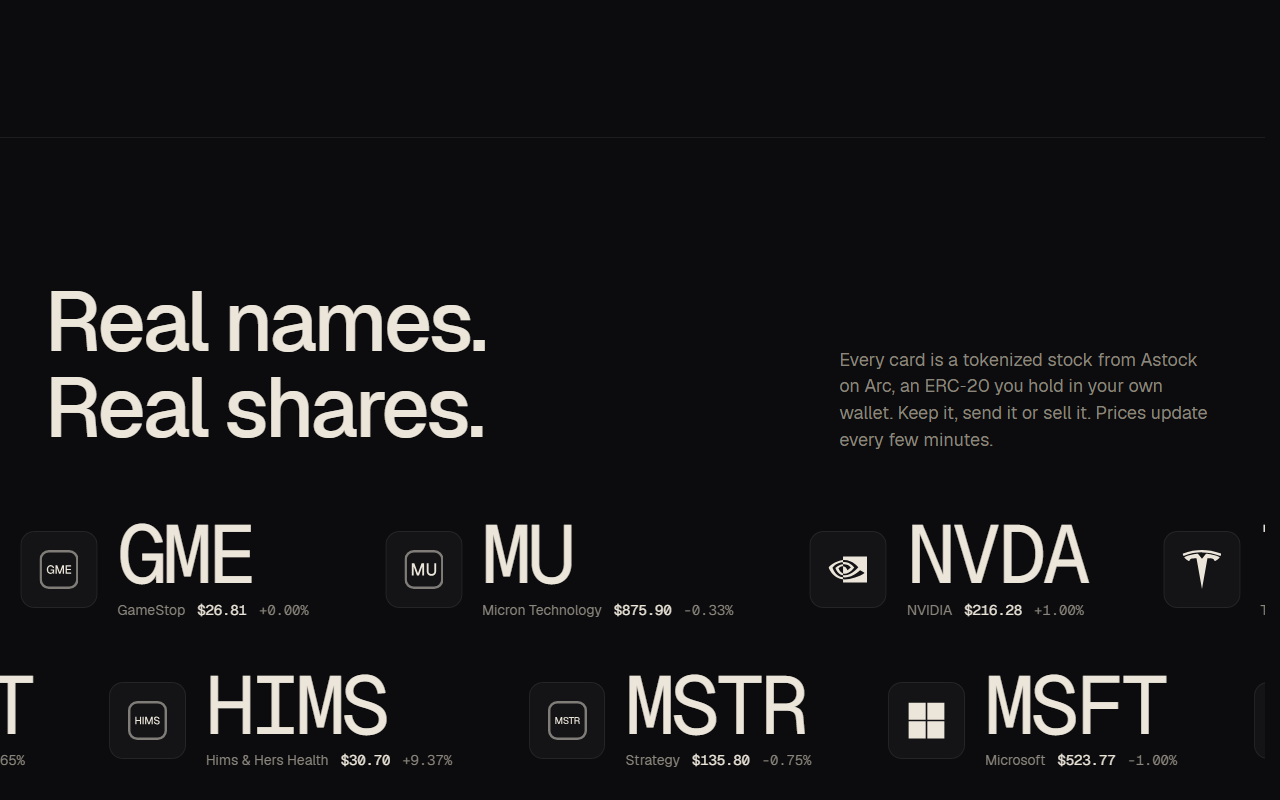 Real names.
Real shares.
Every card is a tokenized stock from Astock
on Arc, an ERC-20 you hold in your own
wallet. Keep it, send it or sell it. Prices update
every few minutes.
GME GME MU MU NVDA
GameStop $26.81 +0.00% Micron Technology $875.90 -0.33% NVIDIA $216.28 +1.00% T
T HIMS HIMS MSTR MSTR MSFT
65% Hims & Hers Health $30.70 +9.37% Strategy $135.80 -0.75% Microsoft $523.77 -1.00%